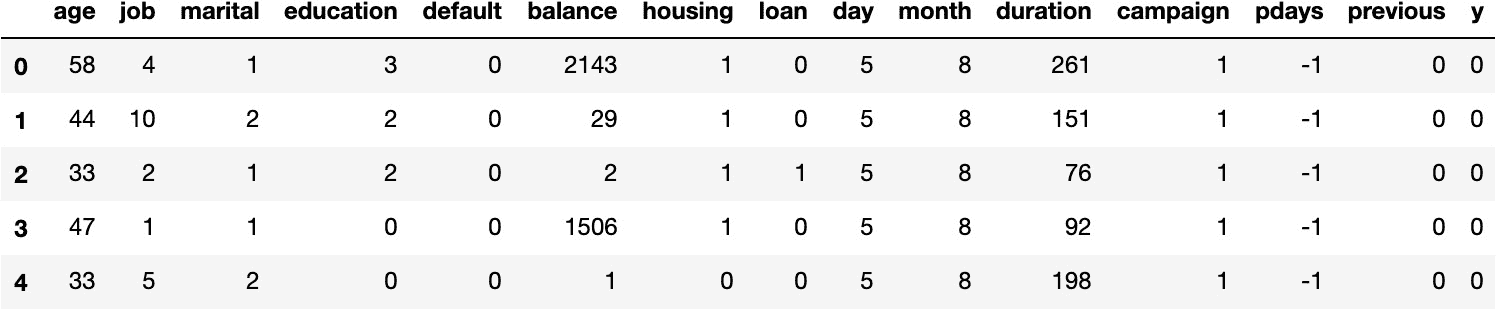 age job marital education default balance housing loan day month duration campaign pdays previous y
0 58 4 1 3 0 2143 1 0 5 8 261 1 -1 0 0
1 44 10 2 2 0 29 1 0 5 8 151 1 -1 0 0
2 33 2 1 2 0 2 1 1 5 8 76 1 -1 0 0
3 47 1 1 0 0 1506 1 0 5 8 92 1 -1 0 0
4 33 5 2 0 0 1 0 0 5 8 198 1 -1 0 0